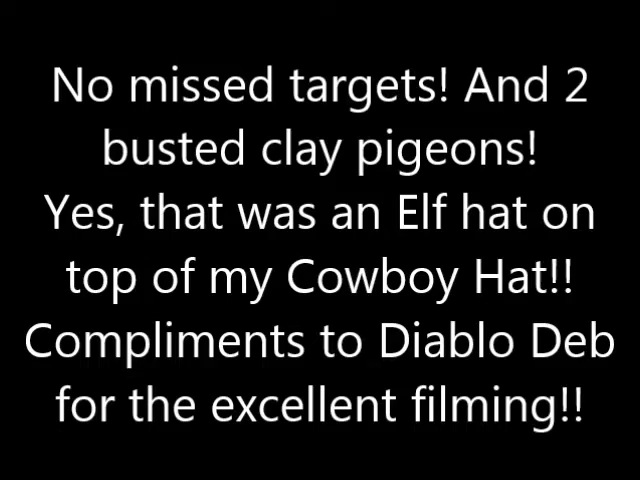 No missed targets! And 2
busted clay pigeons!
Yes, that was an Elf hat on
top of my Cowboy Hat!!
Compliments to Diablo Deb
for the excellent filming!!